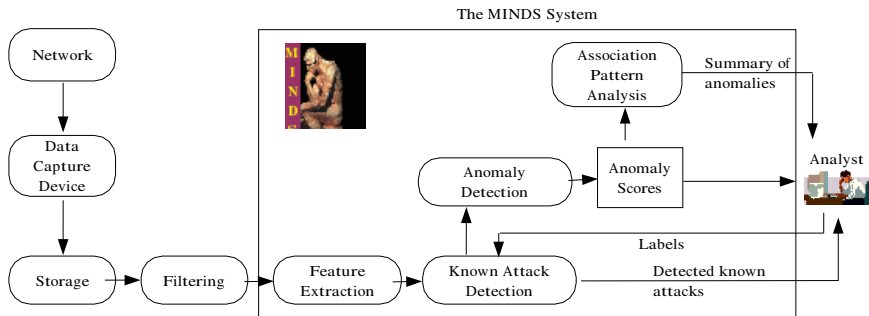 The MINDS System
Network
M
I
N
D
S
Association
Pattern
Analysis
Summary of
anomalies
Data
Capture
Device
Anomaly
Detection
Anomaly
Scores
Analyst
Labels
Storage
Filtering
Feature
Extraction
Known Attack
Detection
Detected known
attacks